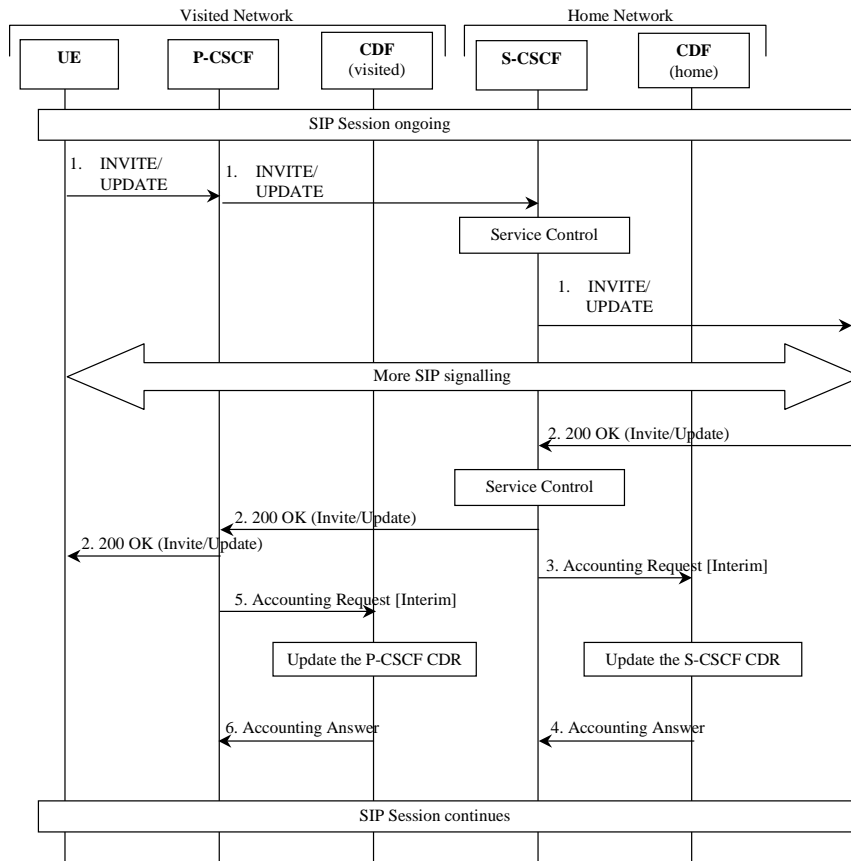 Visited Network
Home Network
UE
P-CSCF
CDF
(visited)
S-CSCF
CDF
(home)
SIP Session ongoing
1. INVITE/
UPDATE
1. INVITE/
UPDATE
Service Control
1. INVITE/
UPDATE
More SIP signalling
2. 200 OK (Invite/Update)
Service Control
2. 200 OK (Invite/Update)
2. 200 OK (Invite/Update)
3. Accounting Request [Interim]
5. Accounting Request [Interim]
Update the P-CSCF CDR
Update the S-CSCF CDR
6. Accounting Answer
4. Accounting Answer
SIP Session continues